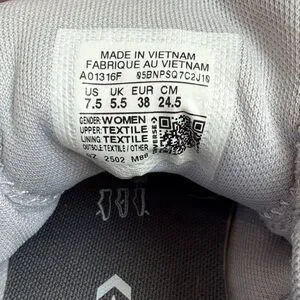 MADE IN VIETNAM
FABRIQUE AU VIETNAM
A01316F 05BNPSQ7C2J10
US UK EUR CM
7.5 5.5 38 24.5
GENDER: WOMEN
UPPER: TEXTILE
LINING: TEXTILE
OUTSOLE: TEXTILE / OTHER
2502